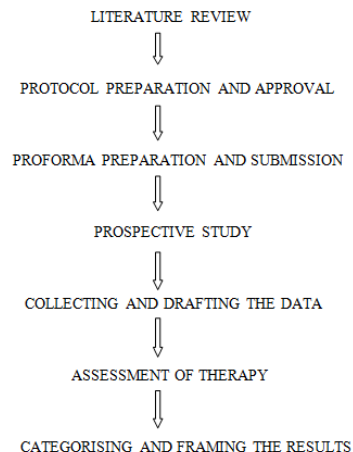 LITERATURE REVIEW
PROTOCOL PREPARATION AND APPROVAL
PROFORMA PREPARATION AND SUBMISSION
PROSPECTIVE STUDY
COLLECTING AND DRAFTING THE DATA
ASSESSMENT OF THERAPY
CATEGORISING AND FRAMING THE RESULTS